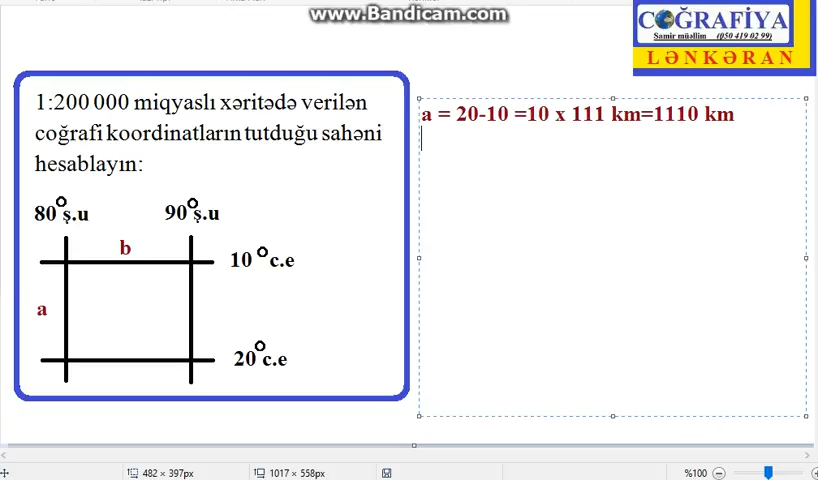 www.Bandicam.com
COĞRAFİYA
Samir müəllim (050 419 02 99)
LƏNKƏRAN
1:200 000 miqyaslı xəritədə verilən
coğrafi koordinatların tutduğu sahəni
hesablayın:
a = 20-10 =10 x 111 km=1110 km
80° ş.u 90° ş.u
b
10 °c.e
a
20°c.e
482 × 397px
1017 × 558px
%100